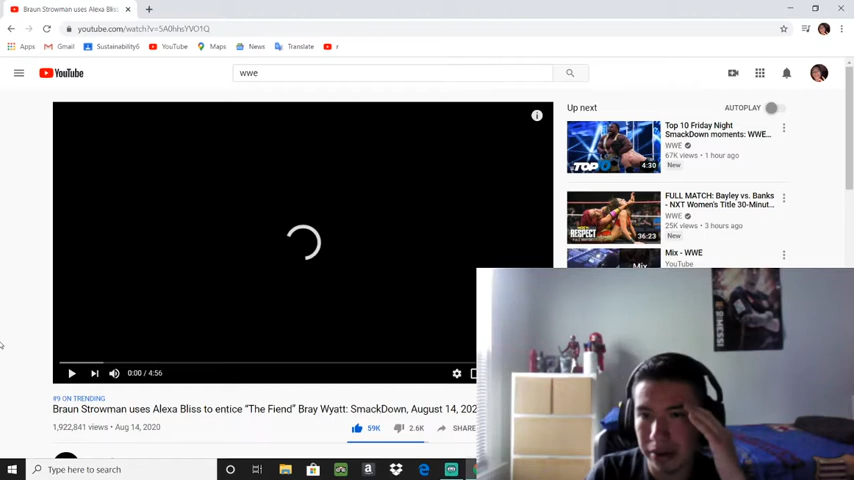 Braun Strowman uses Alexa Bliss
youtube.com/watch?v=5A0hhsYVO1Q
Apps Gmail Sustainability6 YouTube Maps News Translate r
YouTube
wwe
Up next AUTOPLAY
Top 10 Friday Night
SmackDown moments: WWE...
WWE
67K views • 1 hour ago
New
TOP10
4:30
FULL MATCH: Bayley vs. Banks
- NXT Women's Title 30-Minut...
WWE
25K views • 3 hours ago
New
RESPECT
36:23
Mix - WWE
YouTube
Mix
MESSI
0:00 / 4:56
#9 ON TRENDING
Braun Strowman uses Alexa Bliss to entice “The Fiend” Bray Wyatt: SmackDown, August 14, 202
1,922,841 views • Aug 14, 2020
59K 2.6K SHARE
Type here to search